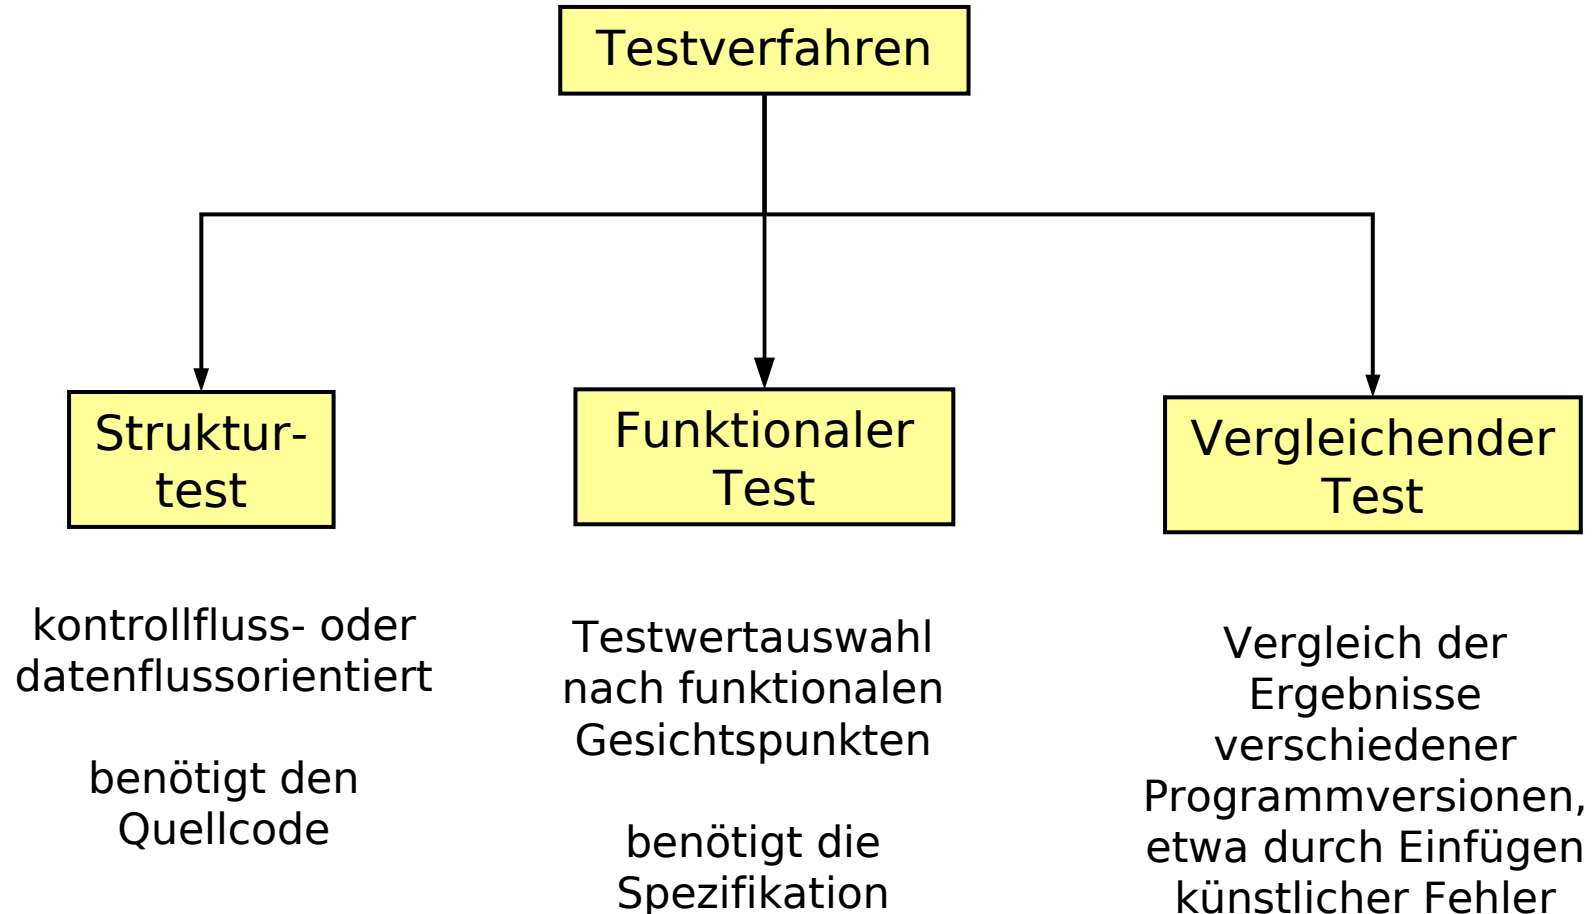 Testverfahren
Struktur-
test
Funktionaler
Test
Vergleichender
Test
kontrollfluss- oder
datenflussorientiert
benötigt den
Quellcode
Testwertauswahl
nach funktionalen
Gesichtspunkten
benötigt die
Spezifikation
Vergleich der
Ergebnisse
verschiedener
Programmversionen,
etwa durch Einfügen
künstlicher Fehler